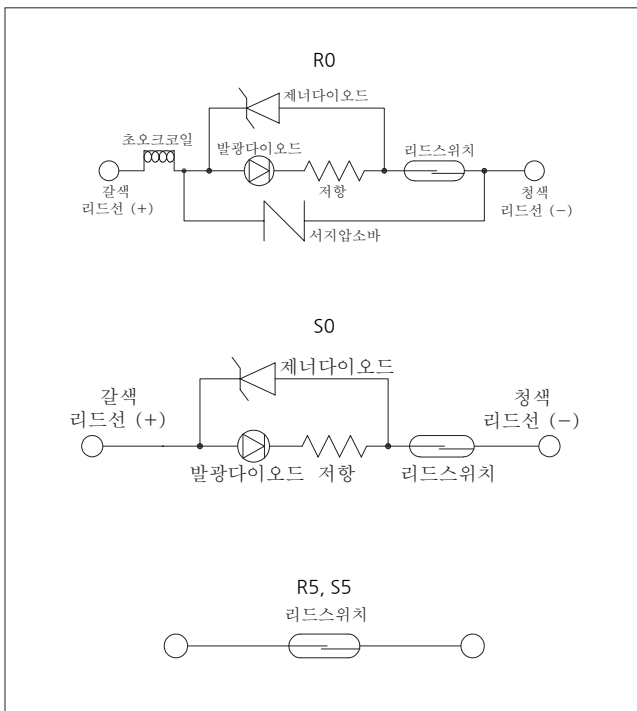 R0
제너다이오드
초오크코일
발광다이오드
리드스위치
갈색
리드선 (+)
저항
청색
리드선 (−)
서지압소바
S0
제너다이오드
갈색
리드선 (+)
청색
리드선 (−)
발광다이오드 저항
리드스위치
R5, S5
리드스위치